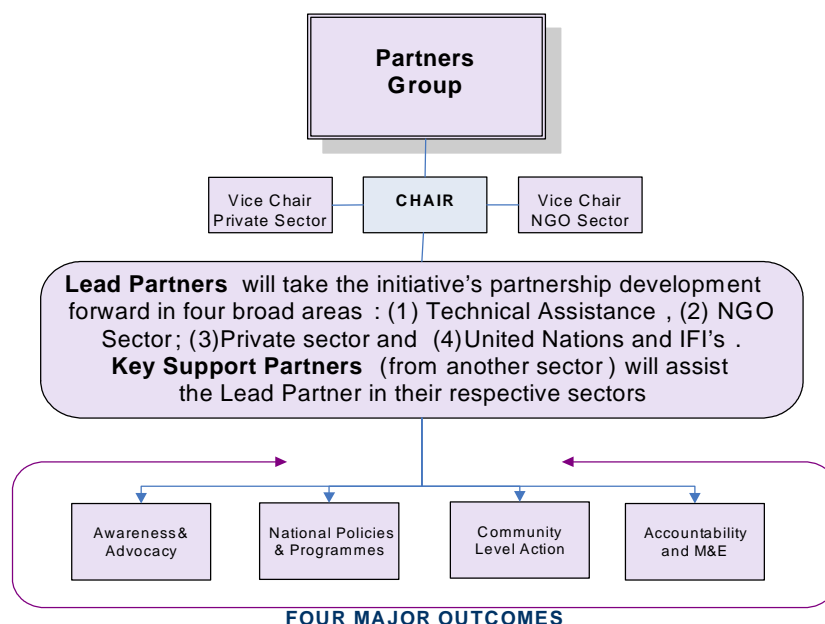 Partners
Group
Vice Chair
Private Sector
CHAIR
Vice Chair
NGO Sector
Lead Partners will take the initiative's partnership development
forward in four broad areas : (1) Technical Assistance , (2) NGO
Sector; (3)Private sector and (4)United Nations and IFI's .
Key Support Partners (from another sector) will assist
the Lead Partner in their respective sectors
Awareness&
Advocacy
National Policies
& Programmes
Community
Level Action
Accountability
and M&E
FOUR MAJOR OUTCOMES